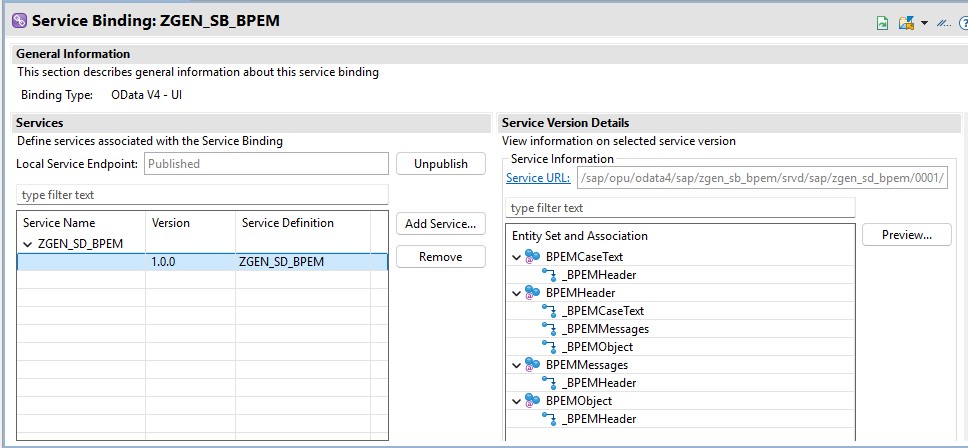 Service Binding: ZGEN_SB_BPEM
General Information
This section describes general information about this service binding
Binding Type: OData V4 - UI
Services
Define services associated with the Service Binding
Local Service Endpoint: Published Unpublish
type filter text
Service Name Version Service Definition Add Service...
ZGEN_SD_BPEM
1.0.0 ZGEN_SD_BPEM Remove
Service Version Details
View information on selected service version
Service Information
Service URL: /sap/opu/odata4/sap/zgen_sb_bpem/srvd/sap/zgen_sd_bpem/0001/
type filter text
Entity Set and Association Preview...
BPEMCaseText
_BPEMHeader
BPEMHeader
_BPEMCaseText
_BPEMMessages
_BPEMObject
BPEMMessages
_BPEMHeader
BPEMObject
_BPEMHeader